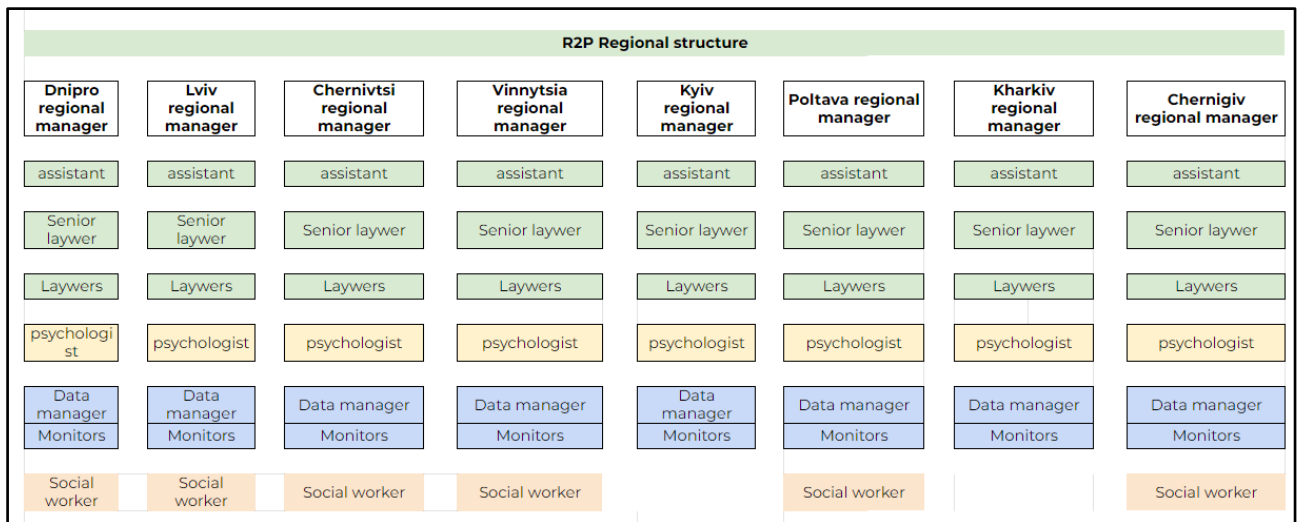 R2P Regional structure
Dnipro
regional
manager
Lviv
regional
manager
Chernivtsi
regional
manager
Vinnytsia
regional
manager
Kyiv
regional
manager
Poltava regional
manager
Kharkiv
regional
manager
Chernigiv
regional manager
assistant
assistant
assistant
assistant
assistant
assistant
assistant
assistant
Senior
laywer
Senior
laywer
Senior laywer
Senior laywer
Senior laywer
Senior laywer
Senior laywer
Senior laywer
Laywers
Laywers
Laywers
Laywers
Laywers
Laywers
Laywers
Laywers
psychologi
st
psychologist
psychologist
psychologist
psychologist
psychologist
psychologist
psychologist
Data
manager
Data
manager
Data manager
Data manager
Data
manager
Data manager
Data manager
Data manager
Monitors
Monitors
Monitors
Monitors
Monitors
Monitors
Monitors
Monitors
Social
worker
Social
worker
Social worker
Social worker
Social worker
Social worker